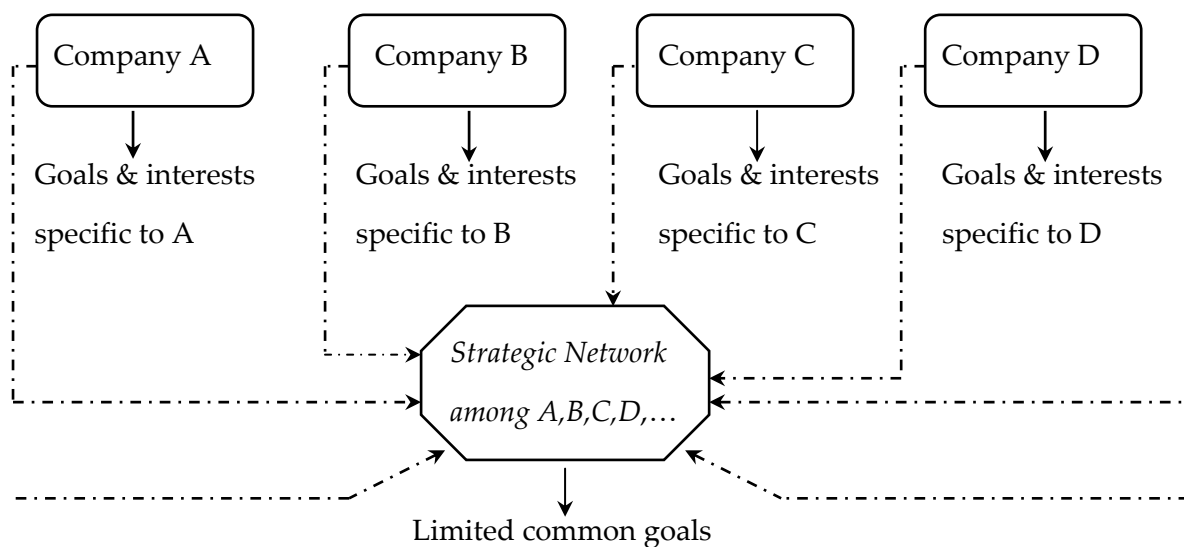 Company A
Company B
Company C
Company D
Goals & interests
specific to A
Goals & interests
specific to B
Goals & interests
specific to C
Goals & interests
specific to D
Strategic Network
among A,B,C,D,…
Limited common goals